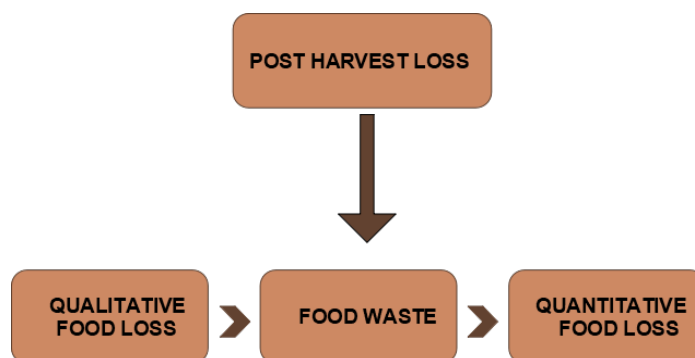 POST HARVEST LOSS
QUALITATIVE
FOOD LOSS
FOOD WASTE
QUANTITATIVE
FOOD LOSS